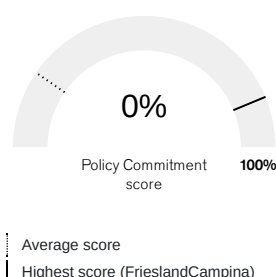 0%
Policy Commitment 100%
score
Average score
Highest score (FrieslandCampina)